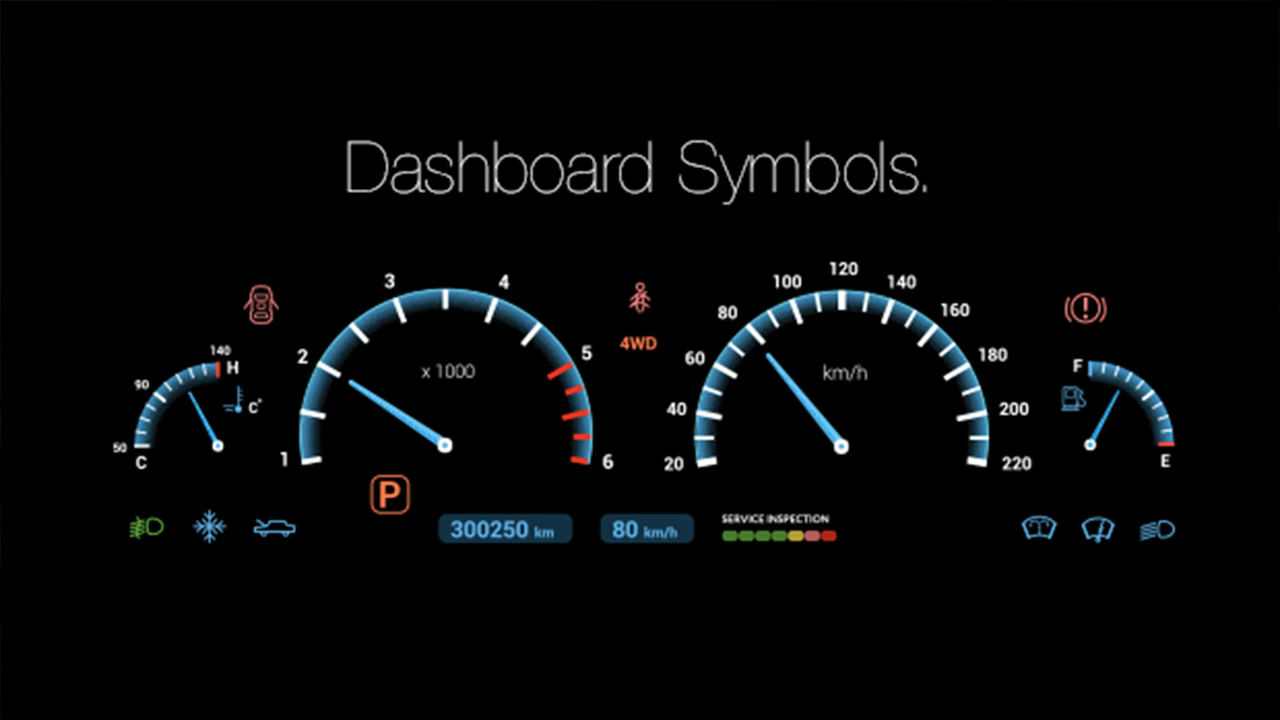 Dashboard Symbols.
140
H
90
C°
50
C
1
2
3
4
5
6
x 1000
4WD
20
40
60
80
100
120
140
160
180
200
220
km/h
F
E
P
300250 km
80 km/h
SERVICE INSPECTION